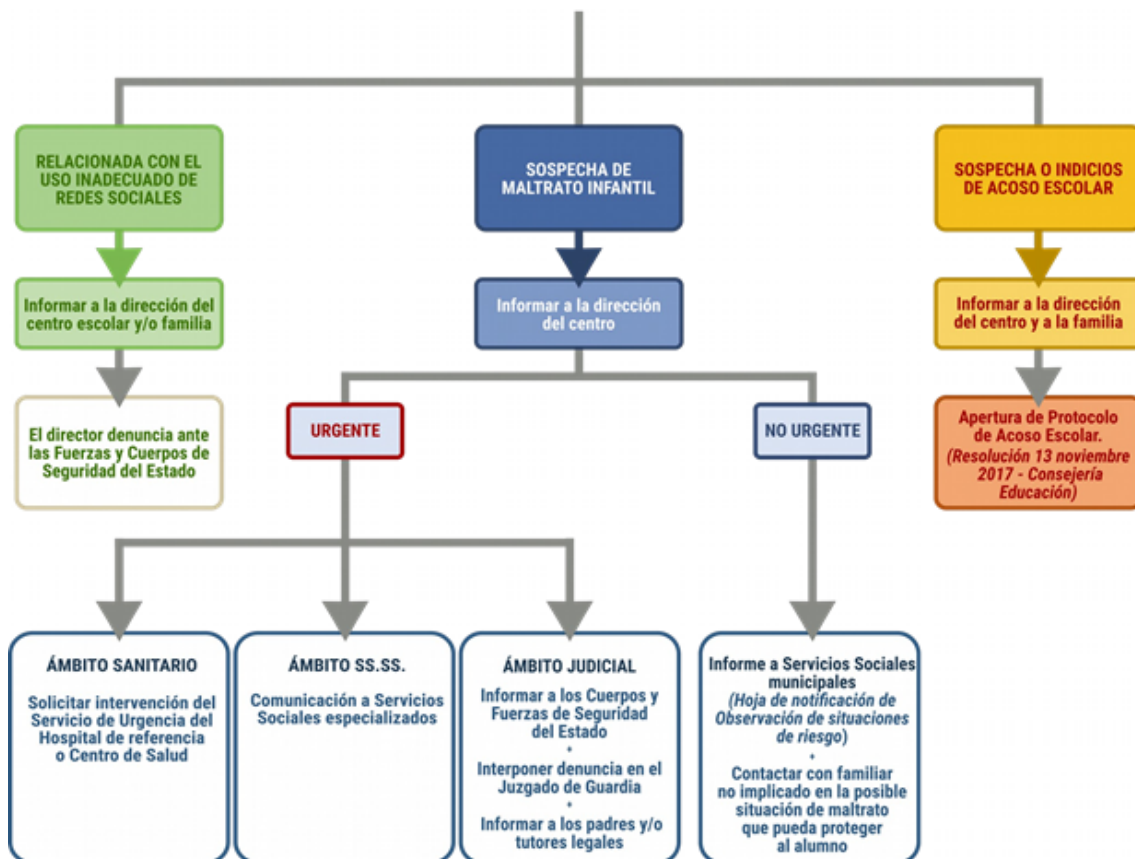 RELACIONADA CON EL
USO INADECUADO DE
REDES SOCIALES
SOSPECHA DE
MALTRATO INFANTIL
SOSPECHA O INDICIOS
DE ACOSO ESCOLAR
Informar a la dirección del
centro escolar y/o familia
Informar a la dirección
del centro
Informar a la dirección
del centro y a la familia
El director denuncia ante
las Fuerzas y Cuerpos de
Seguridad del Estado
URGENTE
NO URGENTE
Apertura de Protocolo
de Acoso Escolar.
(Resolución 13 noviembre
2017 - Consejería
Educación)
ÁMBITO SANITARIO
Solicitar intervención del
Servicio de Urgencia del
Hospital de referencia
o Centro de Salud
ÁMBITO SS.SS.
Comunicación a Servicios
Sociales especializados
ÁMBITO JUDICIAL
Informar a los Cuerpos y
Fuerzas de Seguridad
del Estado
+
Interponer denuncia en el
Juzgado de Guardia
+
Informar a los padres y/o
tutores legales
Informe a Servicios Sociales
municipales
(Hoja de notificación de
Observación de situaciones
de riesgo)
+
Contactar con familiar
no implicado en la posible
situación de maltrato
que pueda proteger
al alumno